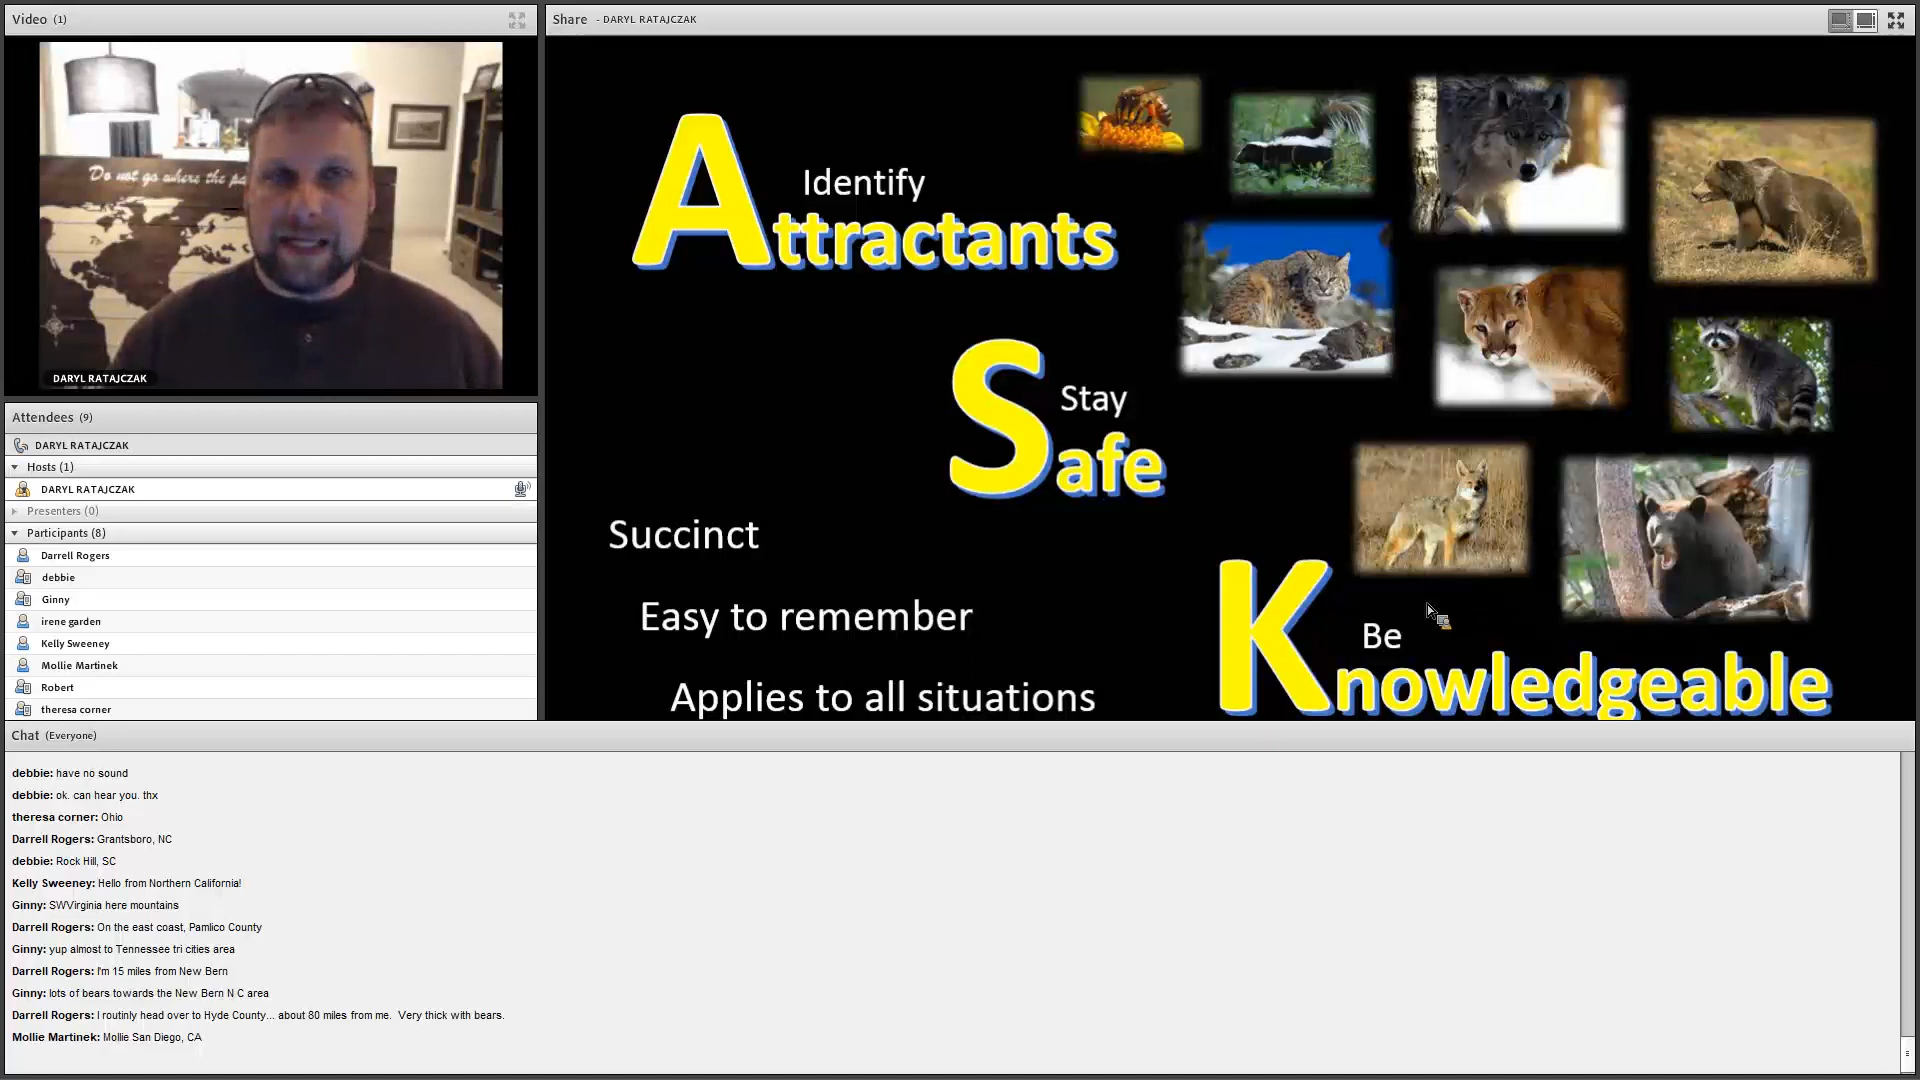 Video (1)
Do not go where the pa
DARYL RATAJCZAK
Attendees (9)
DARYL RATAJCZAK
Hosts (1)
DARYL RATAJCZAK
Presenters (0)
Participants (8)
Darrell Rogers
debbie
Ginny
irene garden
Kelly Sweeney
Mollie Martinek
Robert
theresa corner
Share - DARYL RATAJCZAK
Identify
Attractants
Stay
Safe
Succinct
Easy to remember
Applies to all situations
Be
Knowledgeable
Chat (Everyone)
debbie: have no sound
debbie: ok. can hear you. thx
theresa corner: Ohio
Darrell Rogers: Grantsboro, NC
debbie: Rock Hill, SC
Kelly Sweeney: Hello from Northern California!
Ginny: SWVirginia here mountains
Darrell Rogers: On the east coast, Pamlico County
Ginny: yup almost to Tennessee tri cities area
Darrell Rogers: I'm 15 miles from New Bern
Ginny: lots of bears towards the New Bern N C area
Darrell Rogers: I routinly head over to Hyde County... about 80 miles from me. Very thick with bears.
Mollie Martinek: Mollie San Diego, CA